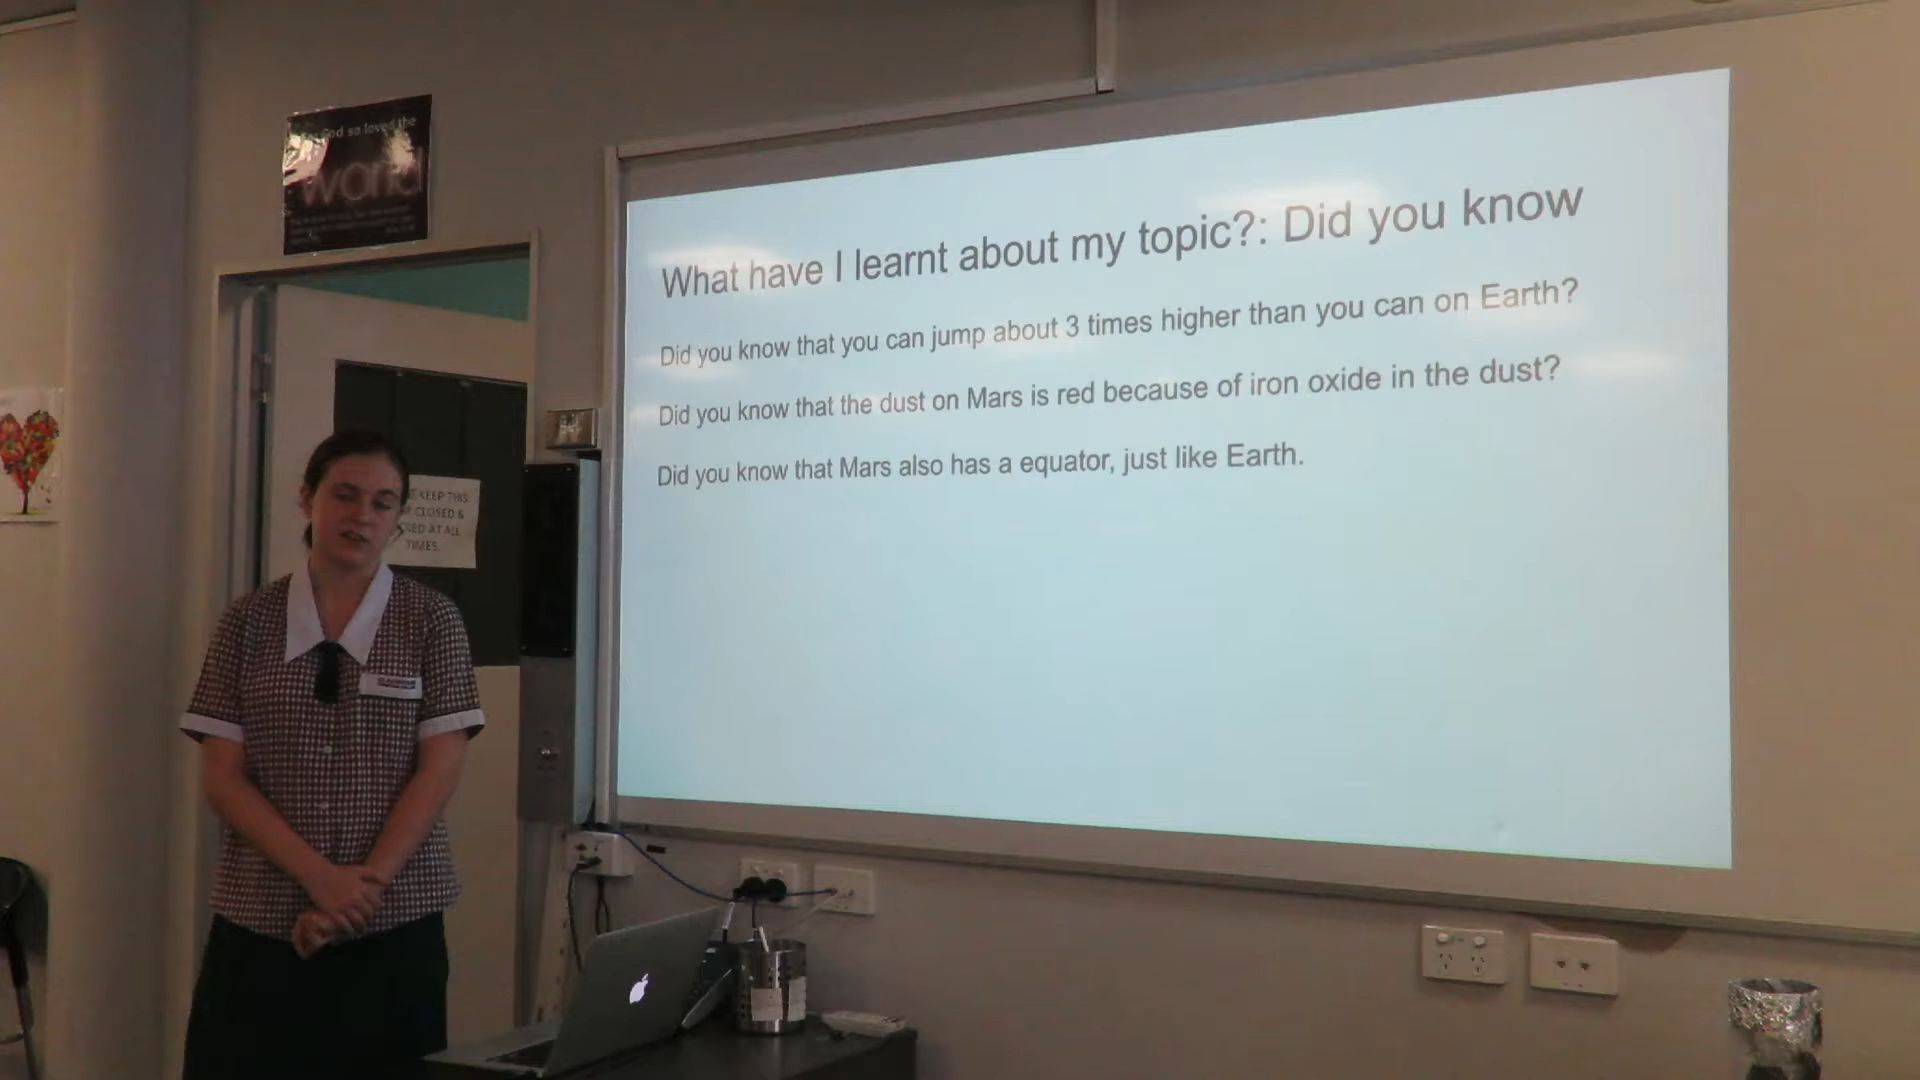 God so loved the
world
What have I learnt about my topic?: Did you know
Did you know that you can jump about 3 times higher than you can on Earth?
Did you know that the dust on Mars is red because of iron oxide in the dust?
Did you know that Mars also has a equator, just like Earth.
KEEP THIS
CLOSED &
AT ALL
TIMES.